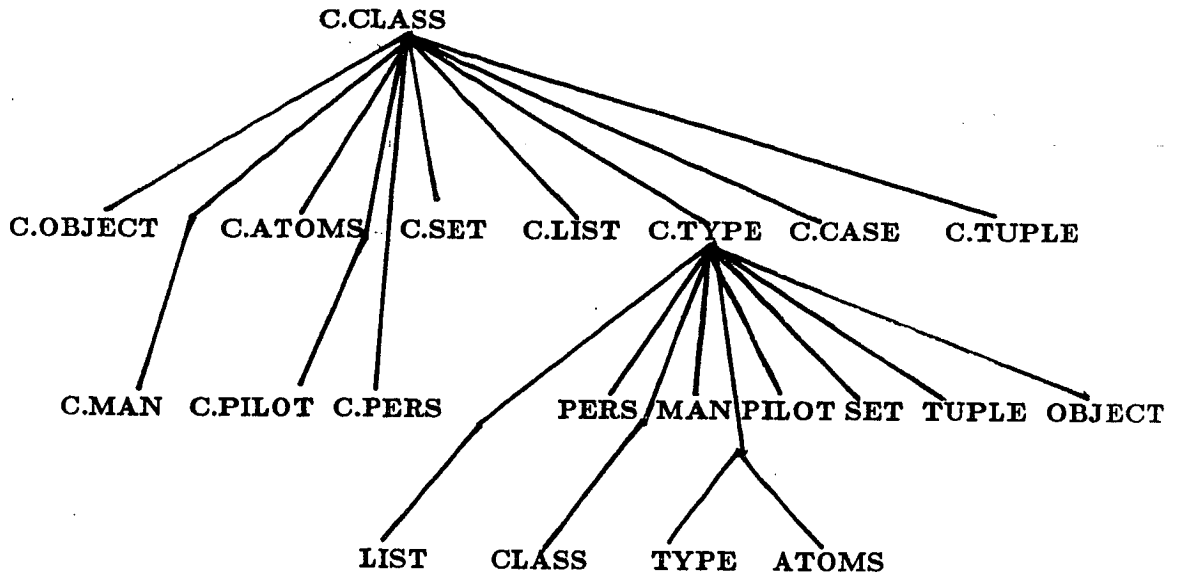 C.CLASS
C.OBJECT C.ATOMS C.SET C.LIST C.TYPE C.CASE C.TUPLE
C.MAN C.PILOT C.PERS PERS MAN PILOT SET TUPLE OBJECT
LIST CLASS TYPE ATOMS